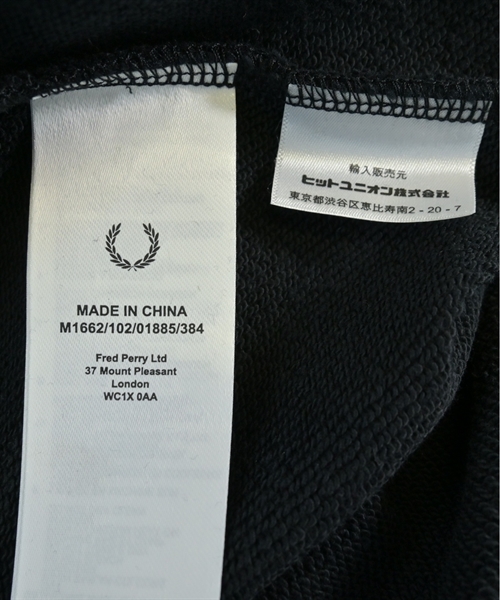 MADE IN CHINA
M1662/102/01885/384
Fred Perry Ltd
37 Mount Pleasant
London
WC1X 0AA
輸入販売元
ヒットユニオン株式会社
東京都渋谷区恵比寿南2-20-7